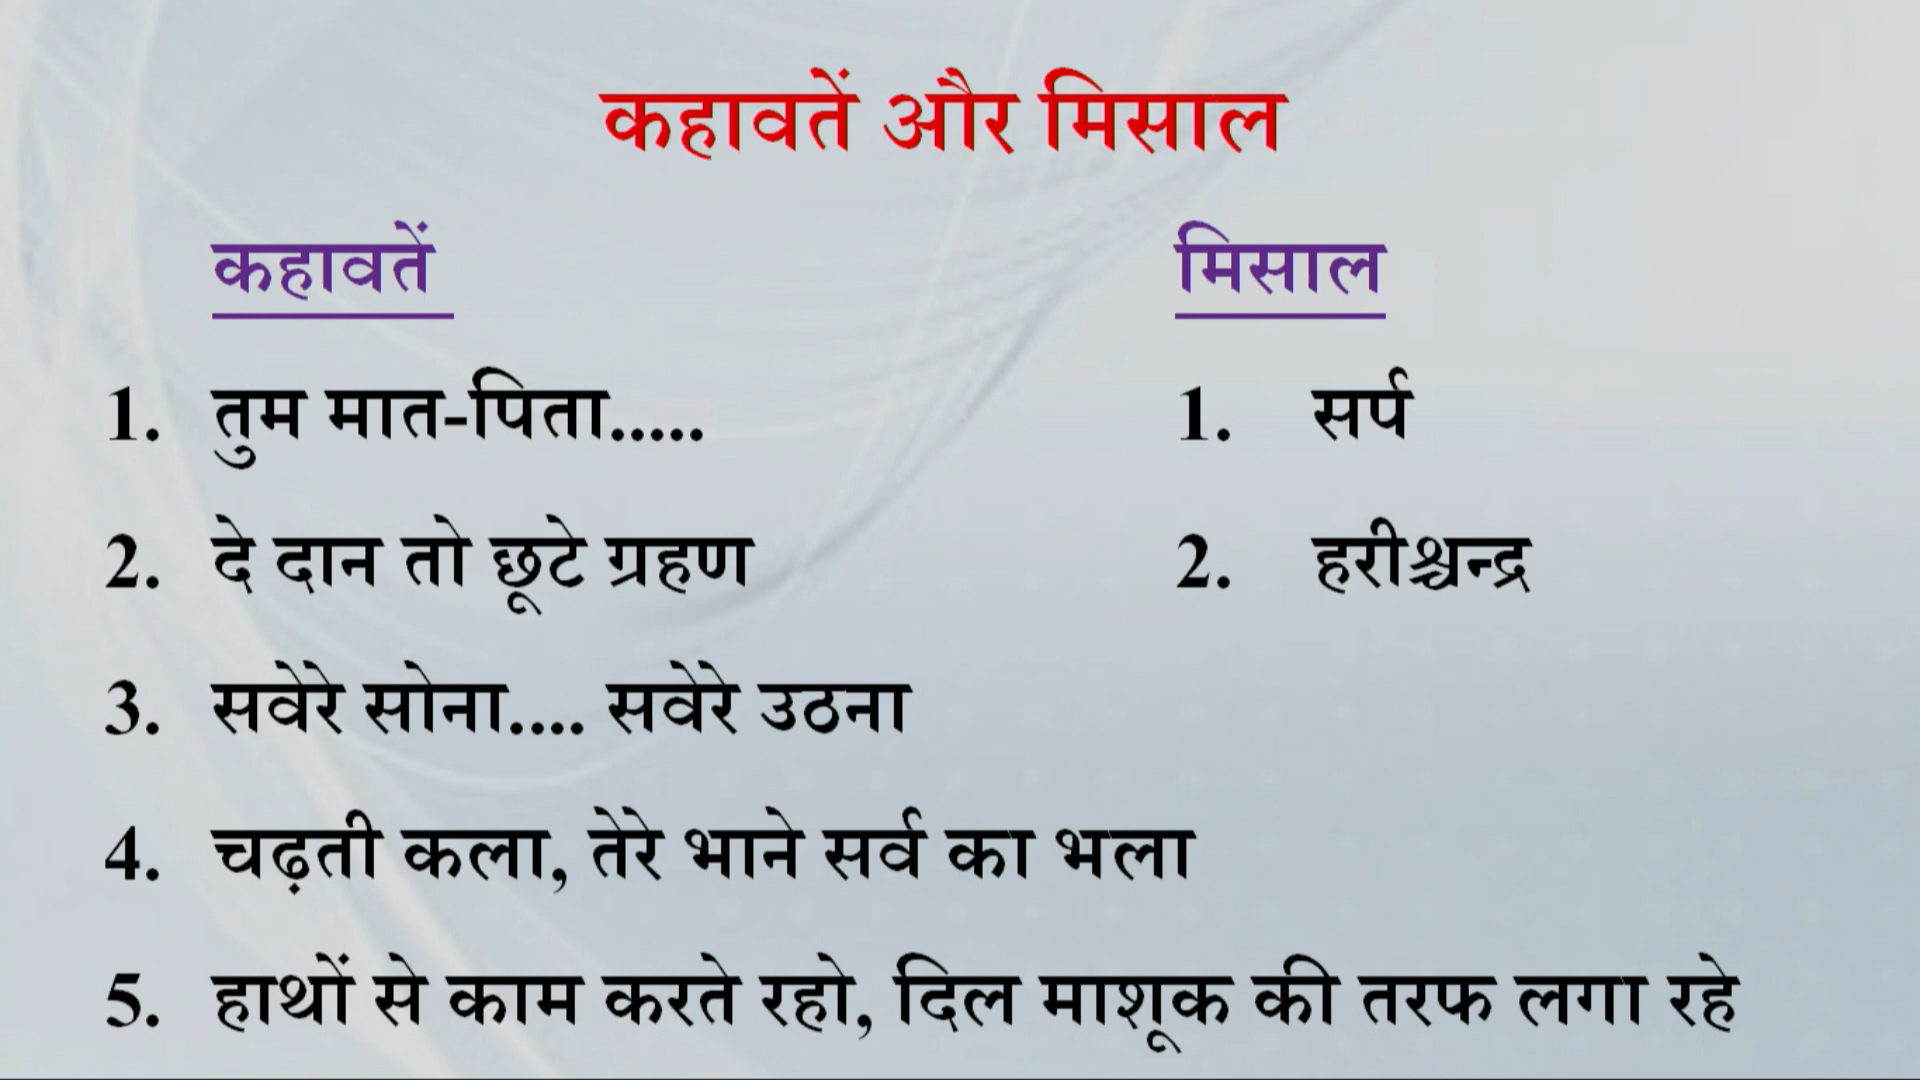 कहावतें और मिसाल
कहावतें मिसाल
1. तुम मात-पिता..... 1. सर्प
2. दे दान तो छूटे ग्रहण 2. हरीश्चन्द्र
3. सवेरे सोना.... सवेरे उठना
4. चढ़ती कला, तेरे भाने सर्व का भला
5. हाथों से काम करते रहो, दिल माशूक की तरफ लगा रहे